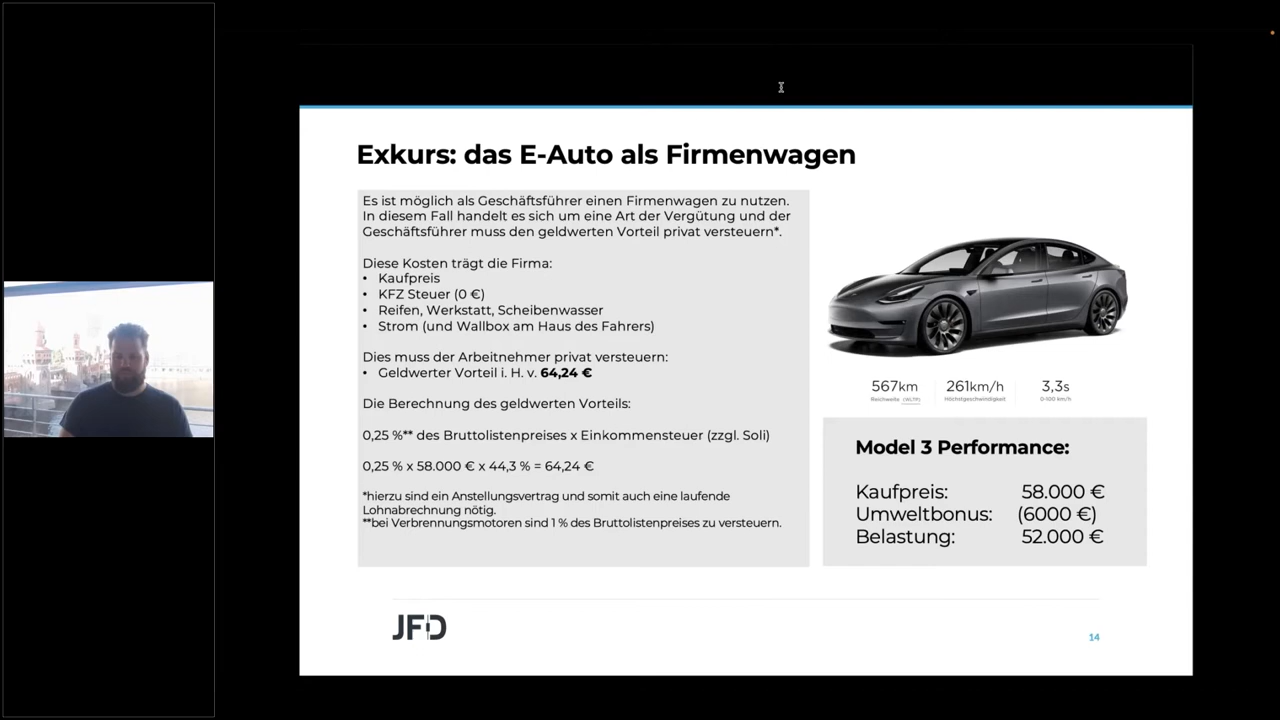 Exkurs: das E-Auto als Firmenwagen
Es ist möglich als Geschäftsführer einen Firmenwagen zu nutzen.
In diesem Fall handelt es sich um eine Art der Vergütung und der
Geschäftsführer muss den geldwerten Vorteil privat versteuern*.
Diese Kosten trägt die Firma:
• Kaufpreis
• KFZ Steuer (0 €)
• Reifen, Werkstatt, Scheibenwasser
• Strom (und Wallbox am Haus des Fahrers)
Dies muss der Arbeitnehmer privat versteuern:
• Geldwerter Vorteil i. H. v. 64,24 €
Die Berechnung des geldwerten Vorteils:
0,25 %** des Bruttolistenpreises x Einkommensteuer (zzgl. Soli)
0,25 % x 58.000 € x 44,3 % = 64,24 €
*hierzu sind ein Anstellungsvertrag und somit auch eine laufende
Lohnabrechnung nötig.
**bei Verbrennungsmotoren sind 1 % des Bruttolistenpreises zu versteuern.
567km 261km/h 3,3s
Reichweite (WLTP) Höchstgeschwindigkeit 0-100 km/h
Model 3 Performance:
Kaufpreis: 58.000 €
Umweltbonus: (6000 €)
Belastung: 52.000 €
JFD
14